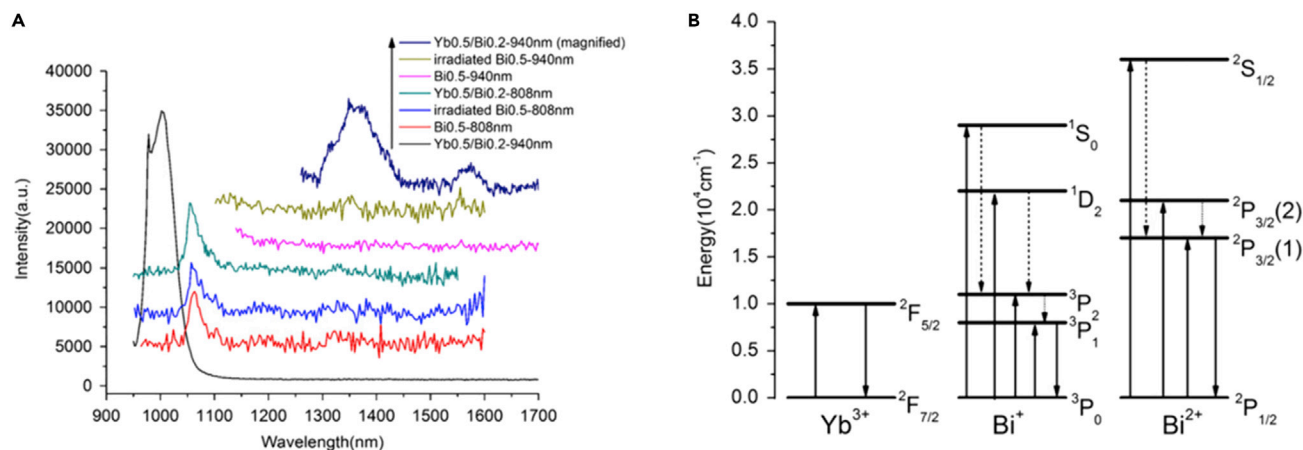 A
Yb0.5/Bi0.2-940nm (magnified)
irradiated Bi0.5-940nm
Bi0.5-940nm
Yb0.5/Bi0.2-808nm
irradiated Bi0.5-808nm
Bi0.5-808nm
Yb0.5/Bi0.2-940nm
40000
35000
30000
25000
20000
15000
10000
5000
0
Intensity(a.u.)
900 1000 1100 1200 1300 1400 1500 1600 1700
Wavelength(nm)
B
4.0
3.5
3.0
2.5
2.0
1.5
1.0
0.5
0.0
Energy(10⁴cm⁻¹)
²F₅/₂
²F₇/₂
Yb³⁺
¹S₀
¹D₂
³P₂
³P₁
³P₀
Bi⁺
²S₁/₂
²P₃/₂(2)
²P₃/₂(1)
²P₁/₂
Bi²⁺